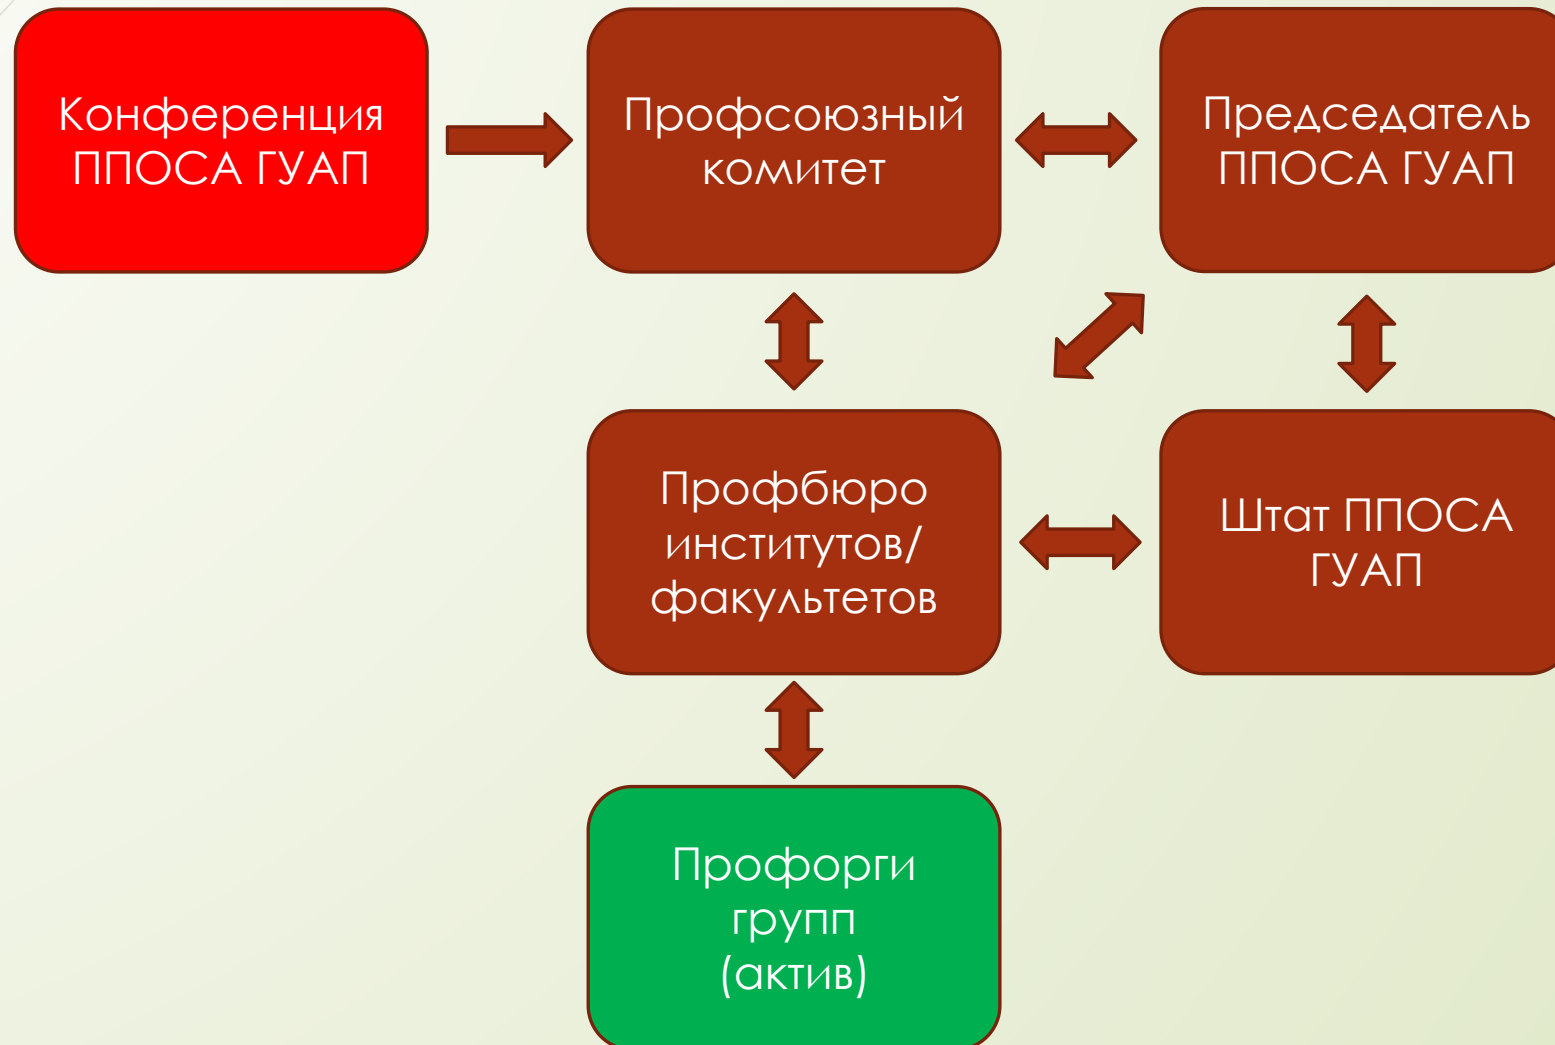 Конференция
ППОСА ГУАП
Профсоюзный
комитет
Председатель
ППОСА ГУАП
Профбюро
институтов/
факультетов
Штат ППОСА
ГУАП
Профорги
групп
(актив)